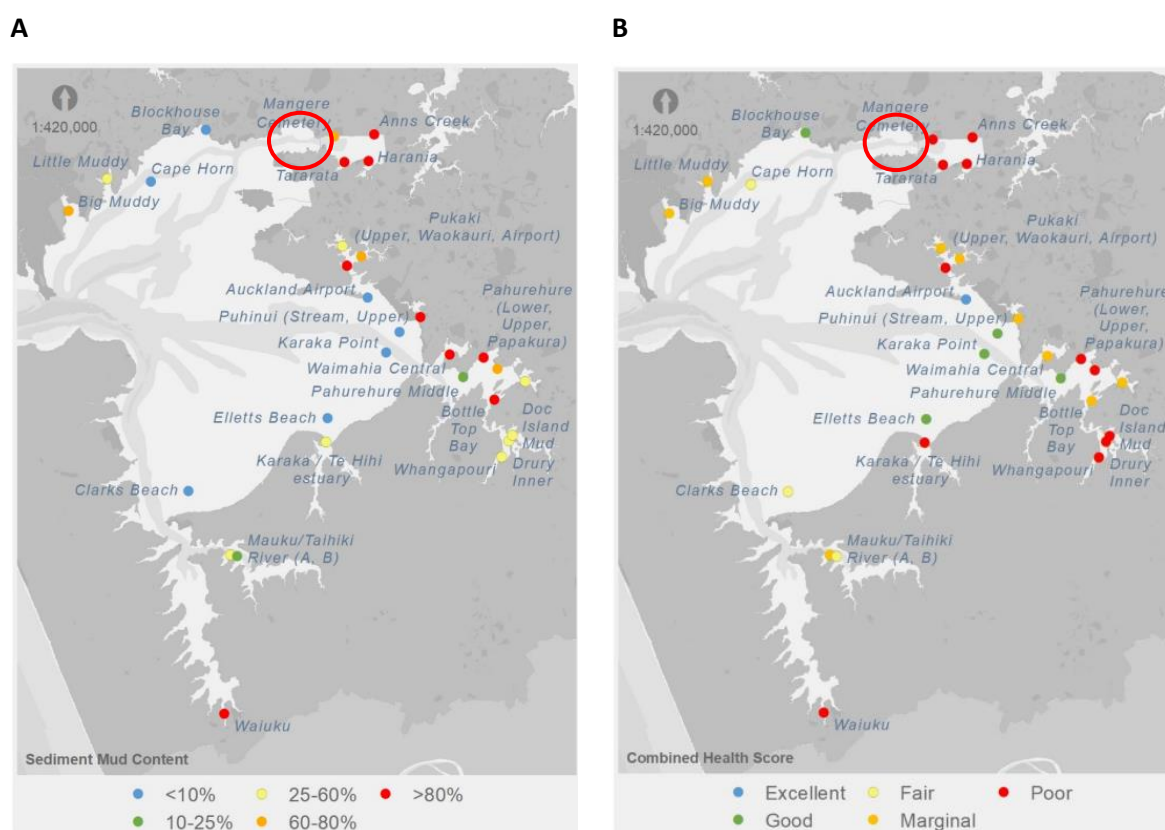 A
1:420,000
Blockhouse
Bay
Mangere
Cemetery
Anns Creek
Little Muddy
Cape Horn
Harania
Tararata
Big Muddy
Pukaki
(Upper, Waokauri, Airport)
Auckland Airport
Pahurehure
(Lower,
Upper,
Papakura)
Puhinui (Stream, Upper)
Karaka Point
Waimahia Central
Pahurehure Middle
Elletts Beach
Bottle
Top
Bay
Doc
Island
Mud
Drury
Inner
Whangapouri
Karaka / Te Hihi
estuary
Clarks Beach
Mauku/Taihiki
River (A, B)
Waiuku
Sediment Mud Content
<10%
25-60%
>80%
10-25%
60-80%
B
1:420,000
Blockhouse
Bay
Mangere
Cemetery
Anns Creek
Little Muddy
Cape Horn
Harania
Tararata
Big Muddy
Pukaki
(Upper, Waokauri, Airport)
Auckland Airport
Pahurehure
(Lower,
Upper,
Papakura)
Puhinui (Stream, Upper)
Karaka Point
Waimahia Central
Pahurehure Middle
Elletts Beach
Bottle
Top
Bay
Doc
Island
Mud
Drury
Inner
Whangapouri
Karaka / Te Hihi
estuary
Clarks Beach
Mauku/Taihiki
River (A, B)
Waiuku
Combined Health Score
Excellent
Fair
Poor
Good
Marginal